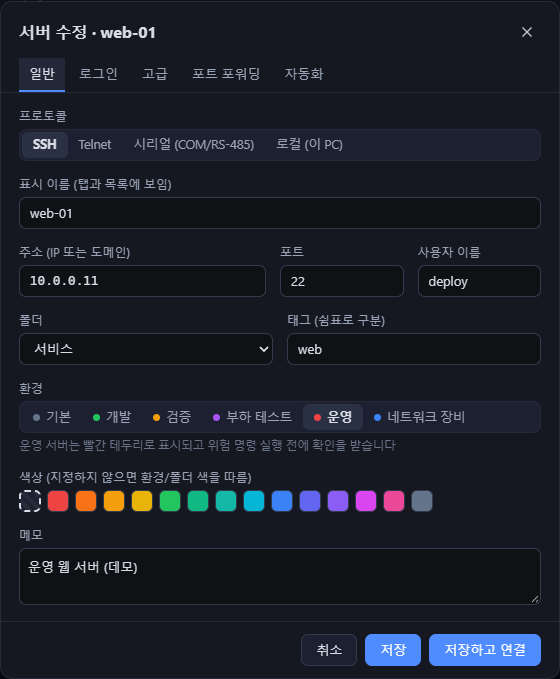 서버 수정 · web-01
일반 로그인 고급 포트 포워딩 자동화
프로토콜
SSH Telnet 시리얼 (COM/RS-485) 로컬 (이 PC)
표시 이름 (탭과 목록에 보임)
web-01
주소 (IP 또는 도메인) 포트 사용자 이름
10.0.0.11 22 deploy
폴더 태그 (쉼표로 구분)
서비스 web
환경
기본 개발 검증 부하 테스트 운영 네트워크 장비
운영 서버는 빨간 테두리로 표시되고 위험 명령 실행 전에 확인을 받습니다
색상 (지정하지 않으면 환경/폴더 색을 따름)
메모
운영 웹 서버 (데모)
취소 저장 저장하고 연결